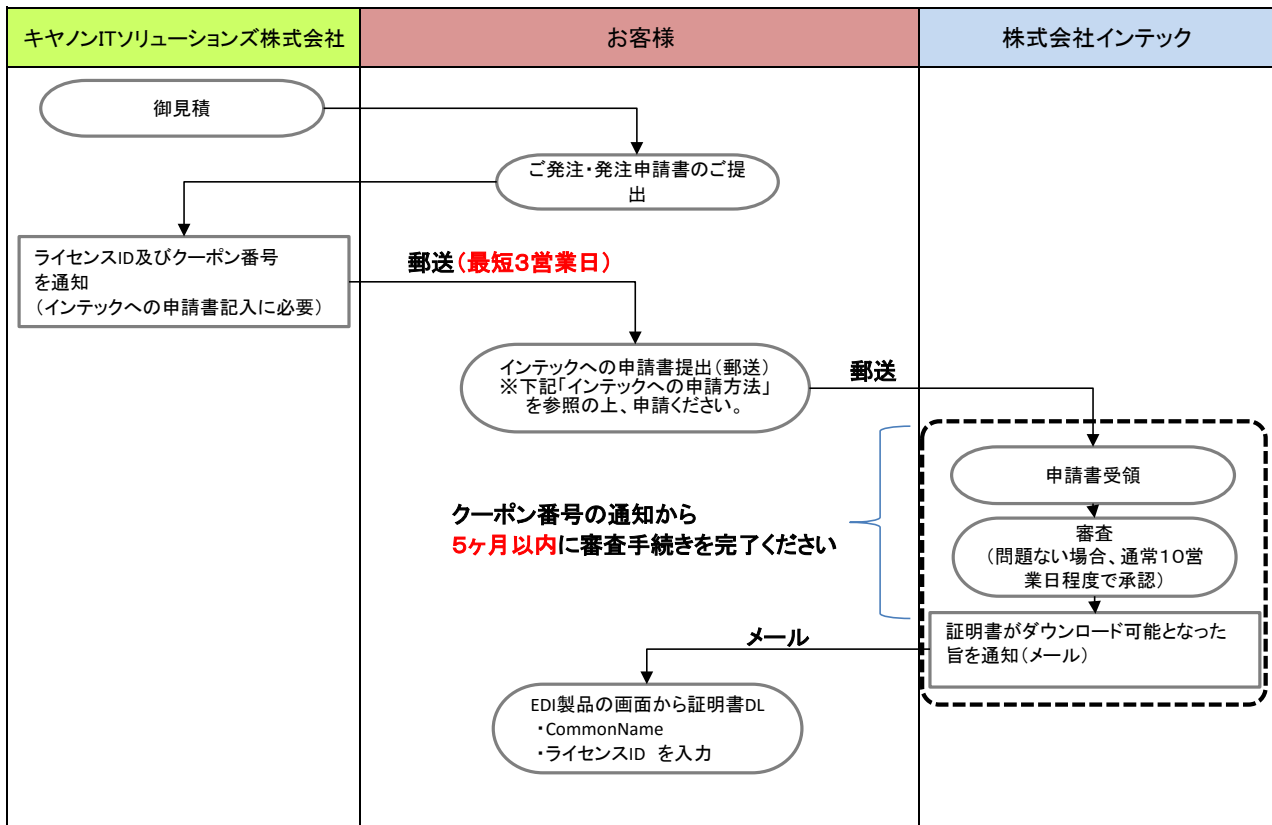 キヤノンITソリューションズ株式会社
お客様
株式会社インテック
御見積
ご発注・発注申請書のご提
出
ライセンスID及びクーポン番号
を通知
（インテックへの申請書記入に必要）
郵送（最短３営業日）
インテックへの申請書提出（郵送）
※下記「インテックへの申請方法」
を参照の上、申請ください。
郵送
申請書受領
クーポン番号の通知から
５ヶ月以内に審査手続きを完了ください
審査
（問題ない場合、通常１０営
業日程度で承認）
証明書がダウンロード可能となった
旨を通知（メール）
メール
EDI製品の画面から証明書DL
・CommonName
・ライセンスID を入力